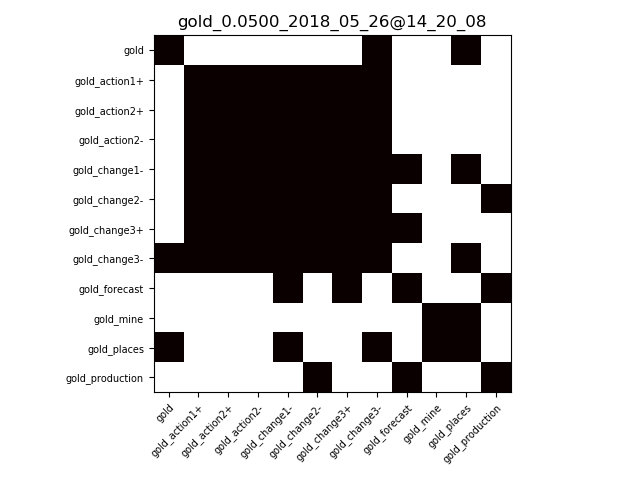 gold_0.0500_2018_05_26@14_20_08
gold
gold_action1+
gold_action2+
gold_action2-
gold_change1-
gold_change2-
gold_change3+
gold_change3-
gold_forecast
gold_mine
gold_places
gold_production
gold
gold_action1+
gold_action2+
gold_action2-
gold_change1-
gold_change2-
gold_change3+
gold_change3-
gold_forecast
gold_mine
gold_places
gold_production